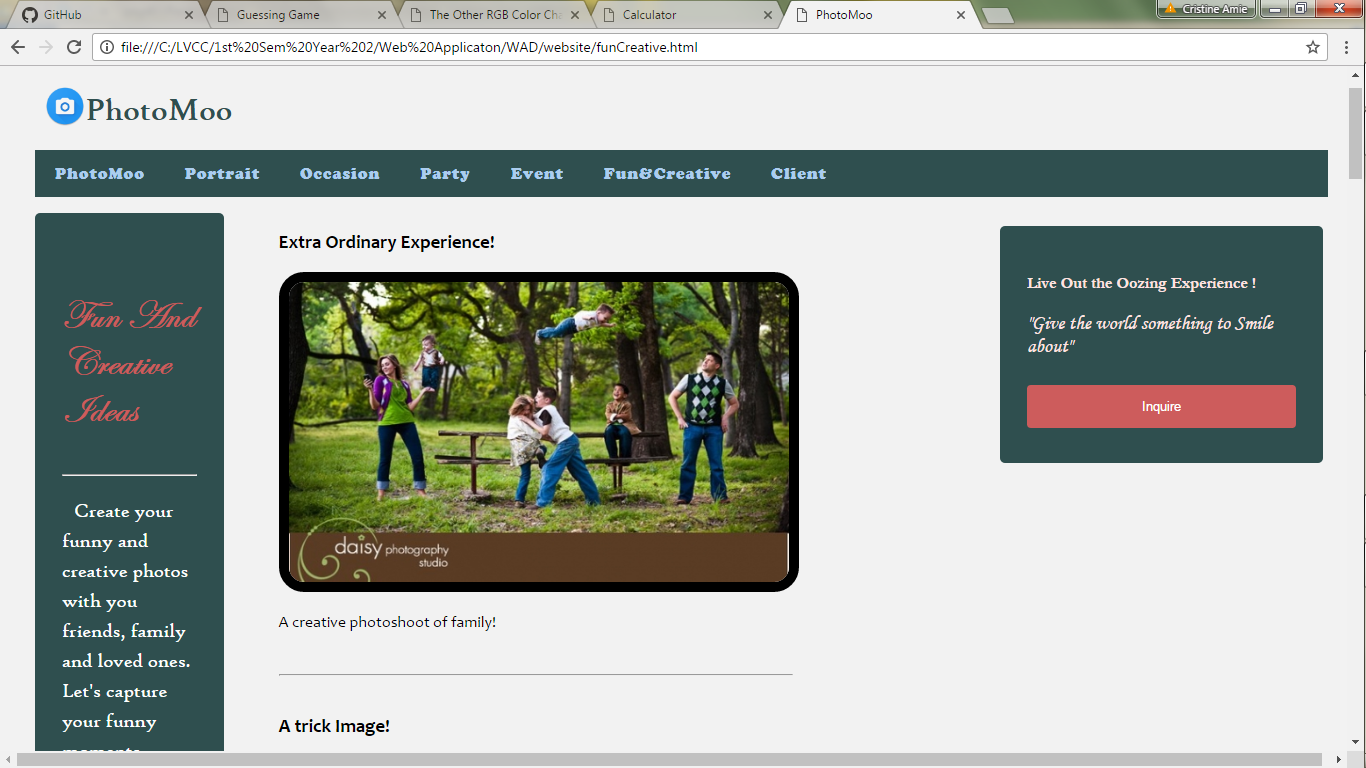 GitHub
Guessing Game
The Other RGB Color Cha
Calculator
PhotoMoo
Cristine Amie
file:///C:/LVCC/1st%20Sem%20Year%202/Web%20Applicaton/WAD/website/funCreative.html
PhotoMoo
PhotoMoo Portrait Occasion Party Event Fun&Creative Client
Fun And
Creative
Ideas
Create your
funny and
creative photos
with you
friends, family
and loved ones.
Let's capture
your funny
moments
Extra Ordinary Experience!
daisy photography
studio
A creative photoshoot of family!
A trick Image!
Live Out the Oozing Experience !
"Give the world something to Smile
about"
Inquire